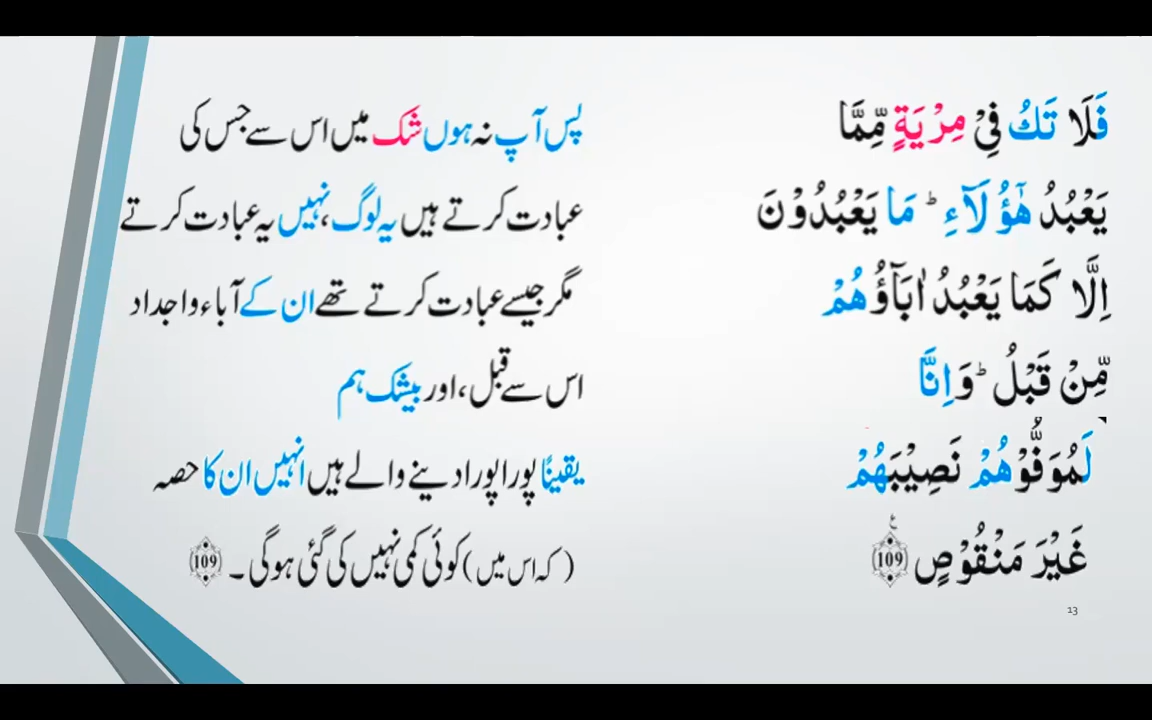 فَلَا تَكُ فِيْ مِرْيَةٍ مِّمَّا
يَعْبُدُ هٰٓؤُلَآءِ ؕ مَا يَعْبُدُوْنَ
اِلَّا كَمَا يَعْبُدُ اٰبَآؤُهُمْ
مِّنْ قَبْلُ ؕ وَاِنَّا
لَمُوَفُّوْهُمْ نَصِيْبَهُمْ
غَيْرَ مَنْقُوْصٍ ﴿109﴾ ع
پس آپ نہ ہوں شک میں اس سے جس کی
عبادت کرتے ہیں یہ لوگ، نہیں یہ عبادت کرتے
مگر جیسے عبادت کرتے تھے ان کے آباء واجداد
اس سے قبل، اور بیشک ہم
یقیناً پورا پورا دینے والے ہیں انہیں ان کا حصہ
(کہ اس میں) کوئی کمی نہیں کی گئی ہوگی۔ ﴿109﴾
13